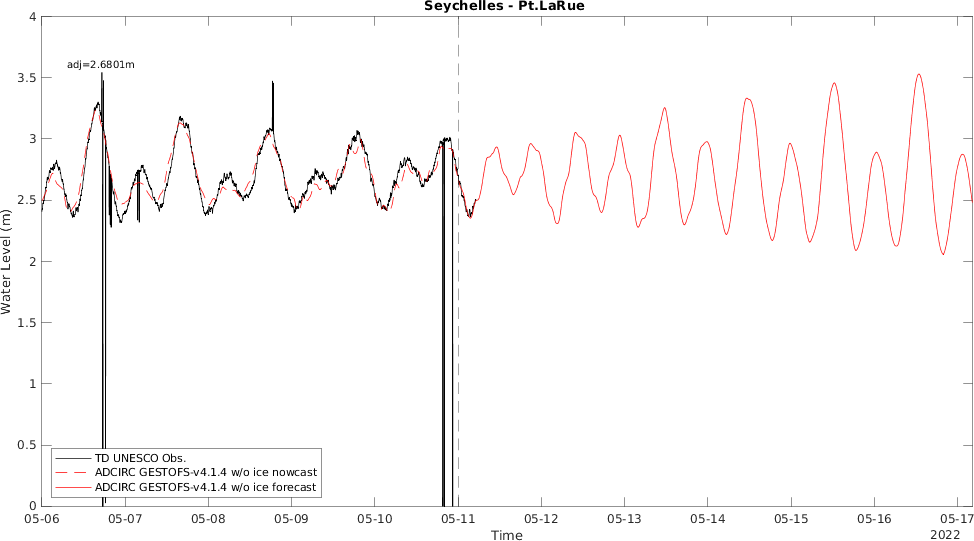 Seychelles - Pt.LaRue
adj=2.6801m
Water Level (m)
4
3.5
3
2.5
2
1.5
1
0.5
0
TD UNESCO Obs.
ADCIRC GESTOFS-v4.1.4 w/o ice nowcast
ADCIRC GESTOFS-v4.1.4 w/o ice forecast
05-06 05-07 05-08 05-09 05-10 05-11 05-12 05-13 05-14 05-15 05-16 05-17
Time
2022